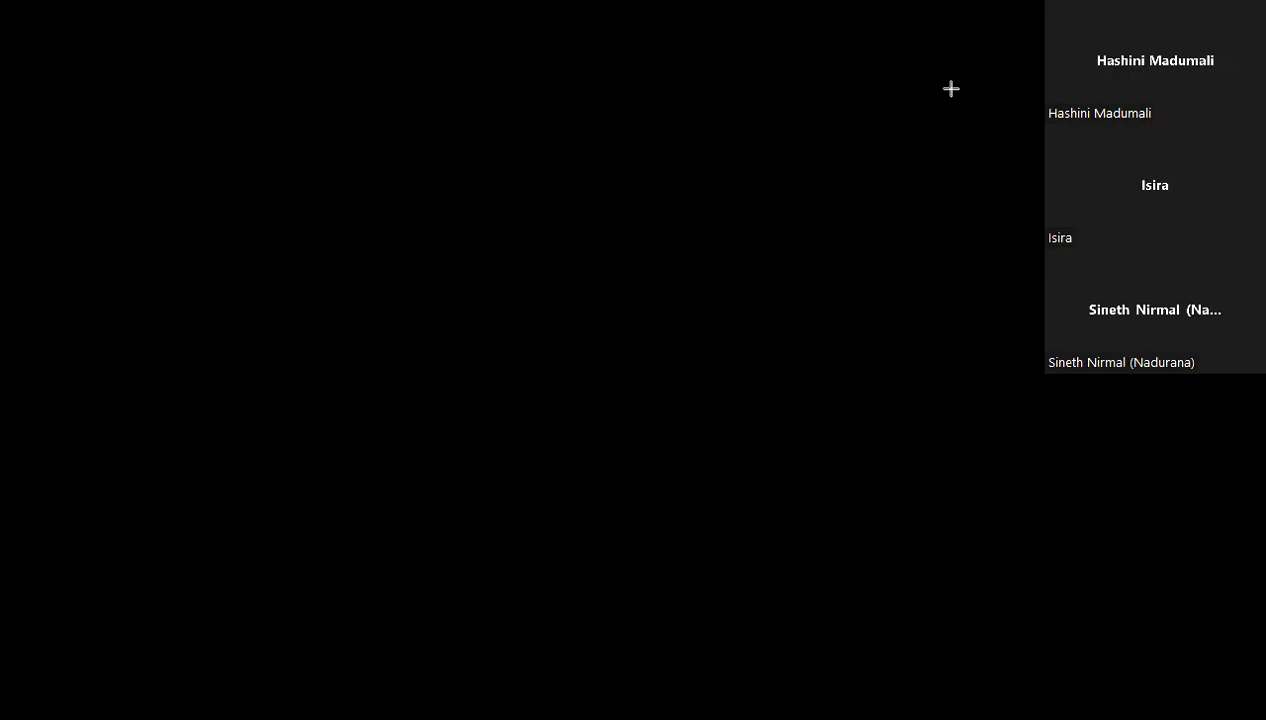 Hashini Madumali
Hashini Madumali
Isira
Isira
Sineth Nirmal (Na...
Sineth Nirmal (Nadurana)